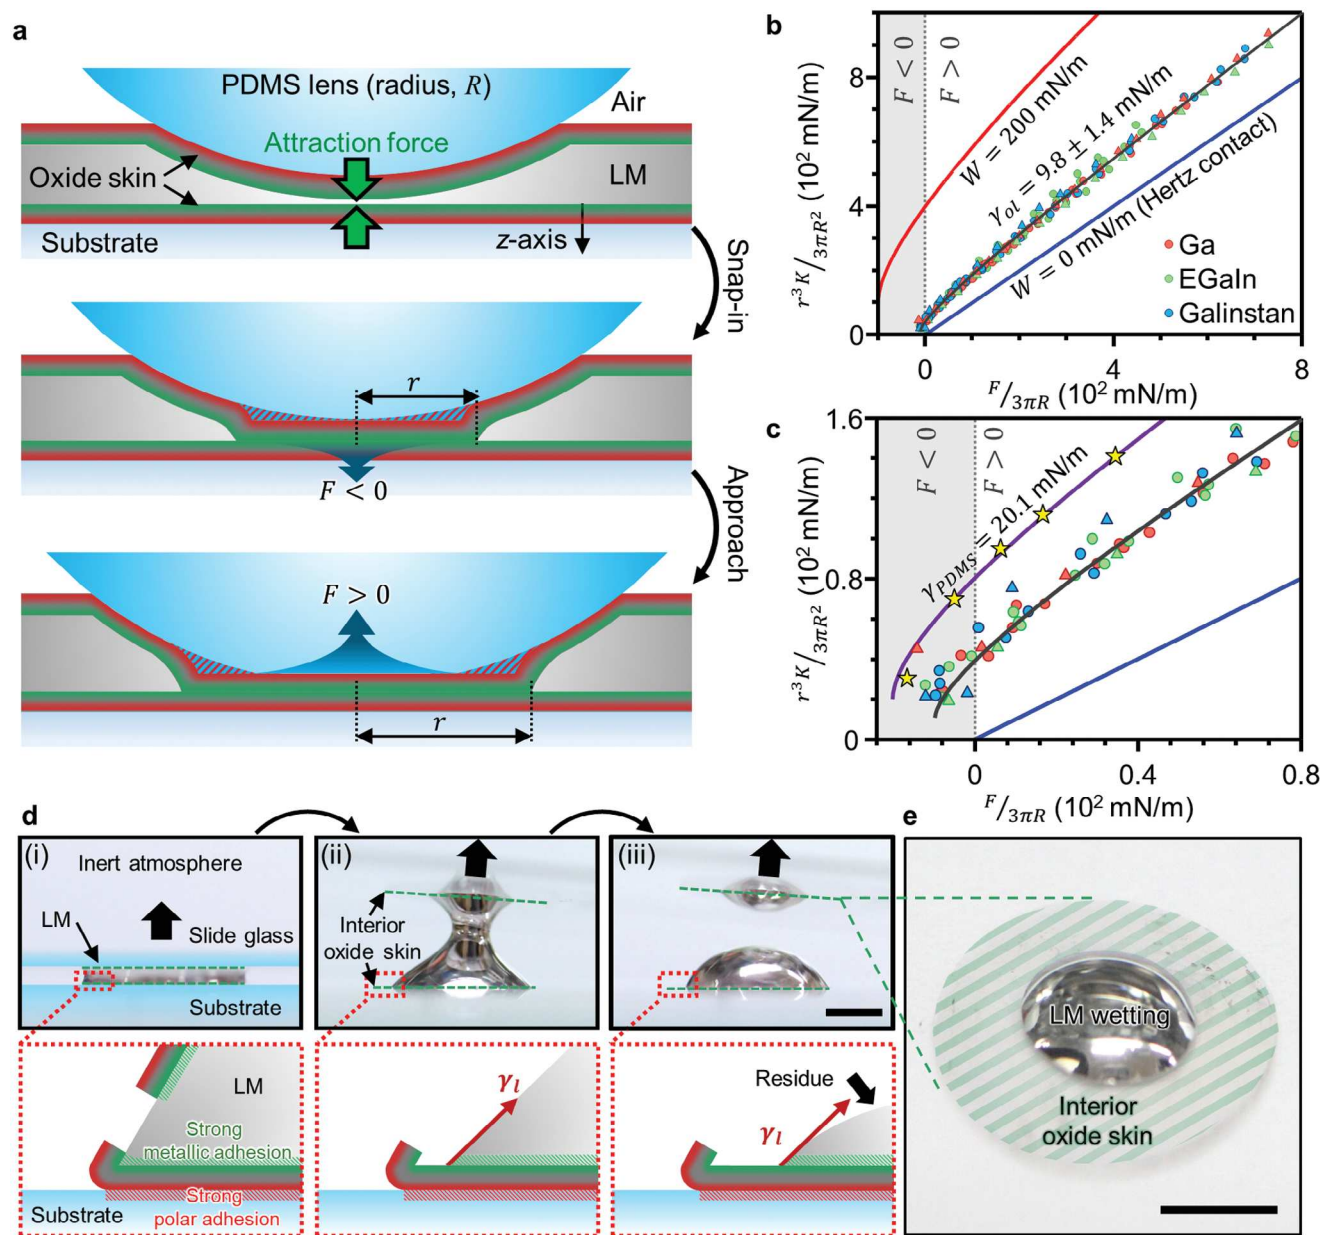 a
PDMS lens (radius, R)
Air
Attraction force
Oxide skin
LM
Substrate
z-axis
Snap-in
r
F < 0
Approach
F > 0
r
b
F < 0
F > 0
W = 200 mN/m
γol = 9.8 ± 1.4 mN/m
W = 0 mN/m (Hertz contact)
r³K/3πR² (10² mN/m)
8
4
0
Ga
EGaIn
Galinstan
0
4
8
F/3πR (10² mN/m)
c
F < 0
F > 0
γPDMS = 20.1 mN/m
r³K/3πR² (10² mN/m)
1.6
0.8
0
0
0.4
0.8
F/3πR (10² mN/m)
d
(i)
Inert atmosphere
LM
Slide glass
Substrate
(ii)
Interior
oxide skin
(iii)
LM
Strong
metallic adhesion
Substrate
Strong
polar adhesion
γl
Residue
γl
e
LM wetting
Interior
oxide skin